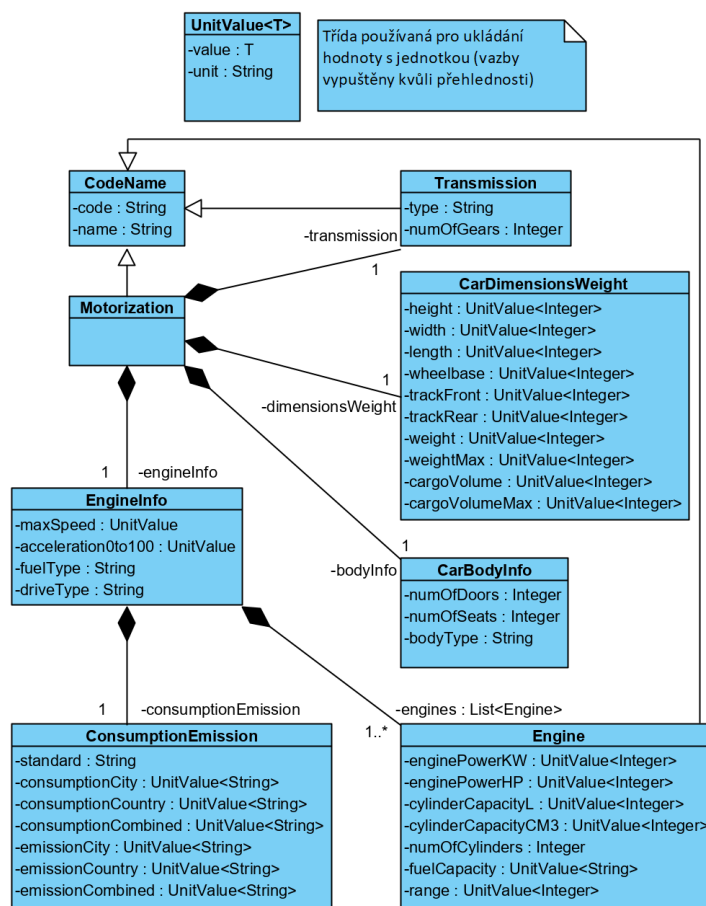 UnitValue<T>
-value : T
-unit : String
Třída používaná pro ukládání
hodnoty s jednotkou (vazby
vypuštěny kvůli přehlednosti)
CodeName
-code : String
-name : String
Transmission
-type : String
-numOfGears : Integer
-transmission
1
Motorization
CarDimensionsWeight
-height : UnitValue<Integer>
-width : UnitValue<Integer>
-length : UnitValue<Integer>
-wheelbase : UnitValue<Integer>
-trackFront : UnitValue<Integer>
-trackRear : UnitValue<Integer>
-weight : UnitValue<Integer>
-weightMax : UnitValue<Integer>
-cargoVolume : UnitValue<Integer>
-cargoVolumeMax : UnitValue<Integer>
1
-dimensionsWeight
1
-engineInfo
EngineInfo
-maxSpeed : UnitValue
-acceleration0to100 : UnitValue
-fuelType : String
-driveType : String
1
-bodyInfo
CarBodyInfo
-numOfDoors : Integer
-numOfSeats : Integer
-bodyType : String
1
-consumptionEmission
-engines : List<Engine>
1..*
ConsumptionEmission
-standard : String
-consumptionCity : UnitValue<String>
-consumptionCountry : UnitValue<String>
-consumptionCombined : UnitValue<String>
-emissionCity : UnitValue<String>
-emissionCountry : UnitValue<String>
-emissionCombined : UnitValue<String>
Engine
-enginePowerKW : UnitValue<Integer>
-enginePowerHP : UnitValue<Integer>
-cylinderCapacityL : UnitValue<Integer>
-cylinderCapacityCM3 : UnitValue<Integer>
-numOfCylinders : Integer
-fuelCapacity : UnitValue<String>
-range : UnitValue<Integer>